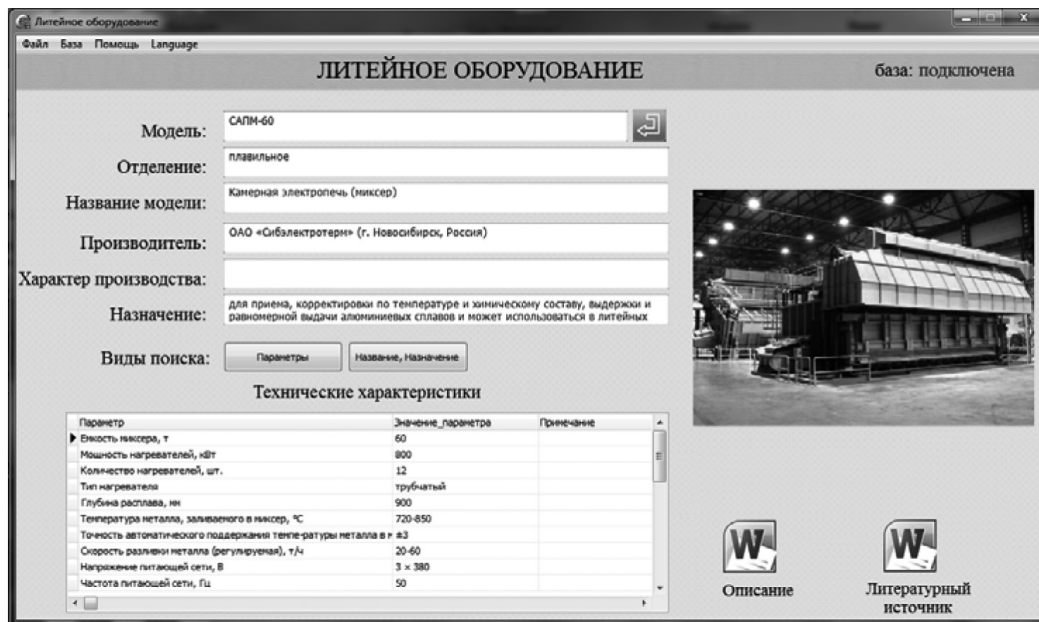 Литейное оборудование
Файл База Помощь Language
ЛИТЕЙНОЕ ОБОРУДОВАНИЕ
база: подключена
Модель: САПМ-60
Отделение: плавильное
Название модели: Камерная электропечь (миксер)
Производитель: ОАО «Сибэлектротерм» (г. Новосибирск, Россия)
Характер производства:
Назначение: для приема, корректировки по температуре и химическому составу, выдержки и
равномерной выдачи алюминиевых сплавов и может использоваться в литейных
Виды поиска: Параметры Название, Назначение
Технические характеристики
Параметр Значение_параметра Примечание
Емкость миксера, т 60
Мощность нагревателей, кВт 800
Количество нагревателей, шт. 12
Тип нагревателя трубчатый
Глубина расплава, мм 900
Температура металла, заливаемого в миксер, °С 720-850
Точность автоматического поддержания темпе-ратуры металла в м ±3
Скорость разливки металла (регулируемая), т/ч 20-60
Напряжение питающей сети, В 3 × 380
Частота питающей сети, Гц 50
W W
Описание
Литературный
источник